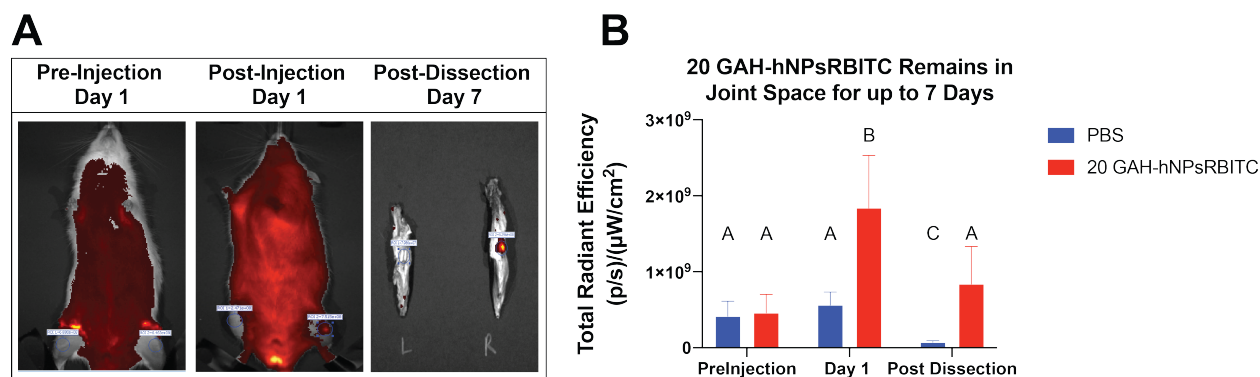 A
Pre-Injection
Day 1
Post-Injection
Day 1
Post-Dissection
Day 7
L
R
B
20 GAH-hNPsRBITC Remains in
Joint Space for up to 7 Days
Total Radiant Efficiency
(p/s)/(µW/cm²)
3×10⁹
2×10⁹
1×10⁹
0
A
A
A
B
C
A
PreInjection
Day 1
Post Dissection
PBS
20 GAH-hNPsRBITC